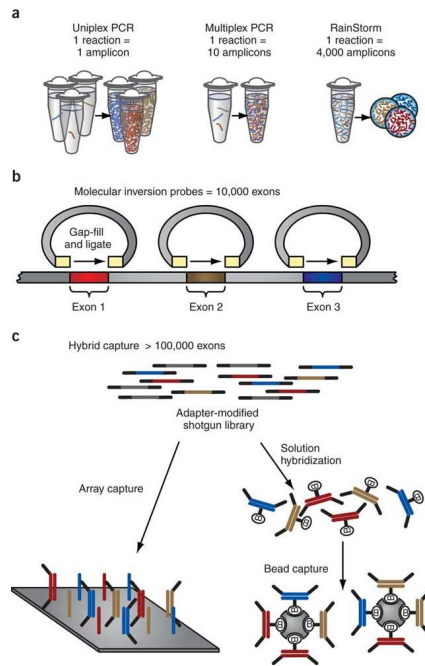 a
Uniplex PCR
1 reaction =
1 amplicon
Multiplex PCR
1 reaction =
10 amplicons
RainStorm
1 reaction =
4,000 amplicons
b
Molecular inversion probes = 10,000 exons
Gap-fill
and ligate
Exon 1
Exon 2
Exon 3
c
Hybrid capture > 100,000 exons
Adapter-modified
shotgun library
Solution
hybridization
Array capture
Bead capture